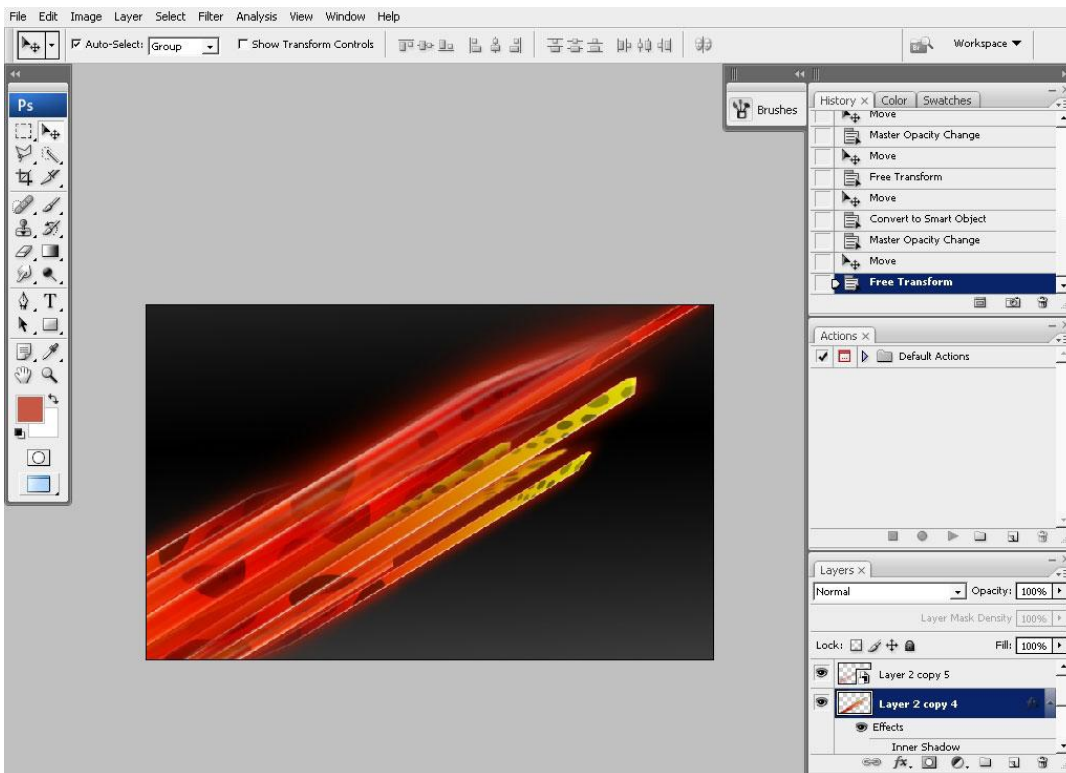 File Edit Image Layer Select Filter Analysis View Window Help
Auto-Select: Group Show Transform Controls Workspace
Ps
Brushes
History Color Swatches
Move
Master Opacity Change
Move
Free Transform
Move
Convert to Smart Object
Master Opacity Change
Move
Free Transform
Actions
Default Actions
Layers
Normal Opacity: 100%
Layer Mask Density 100%
Lock: Fill: 100%
Layer 2 copy 5
Layer 2 copy 4 fx
Effects
Inner Shadow
fx.